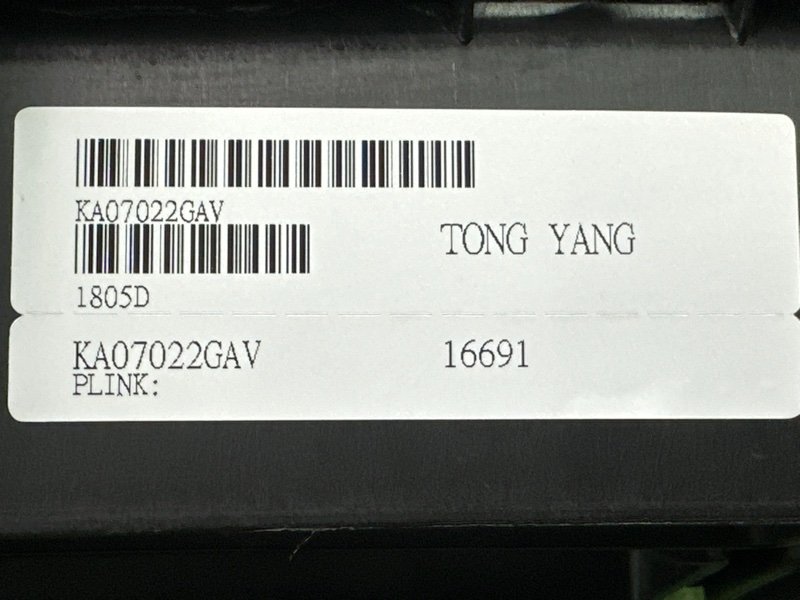 KA07022GAV
TONG YANG
1805D
KA07022GAV 16691
PLINK: